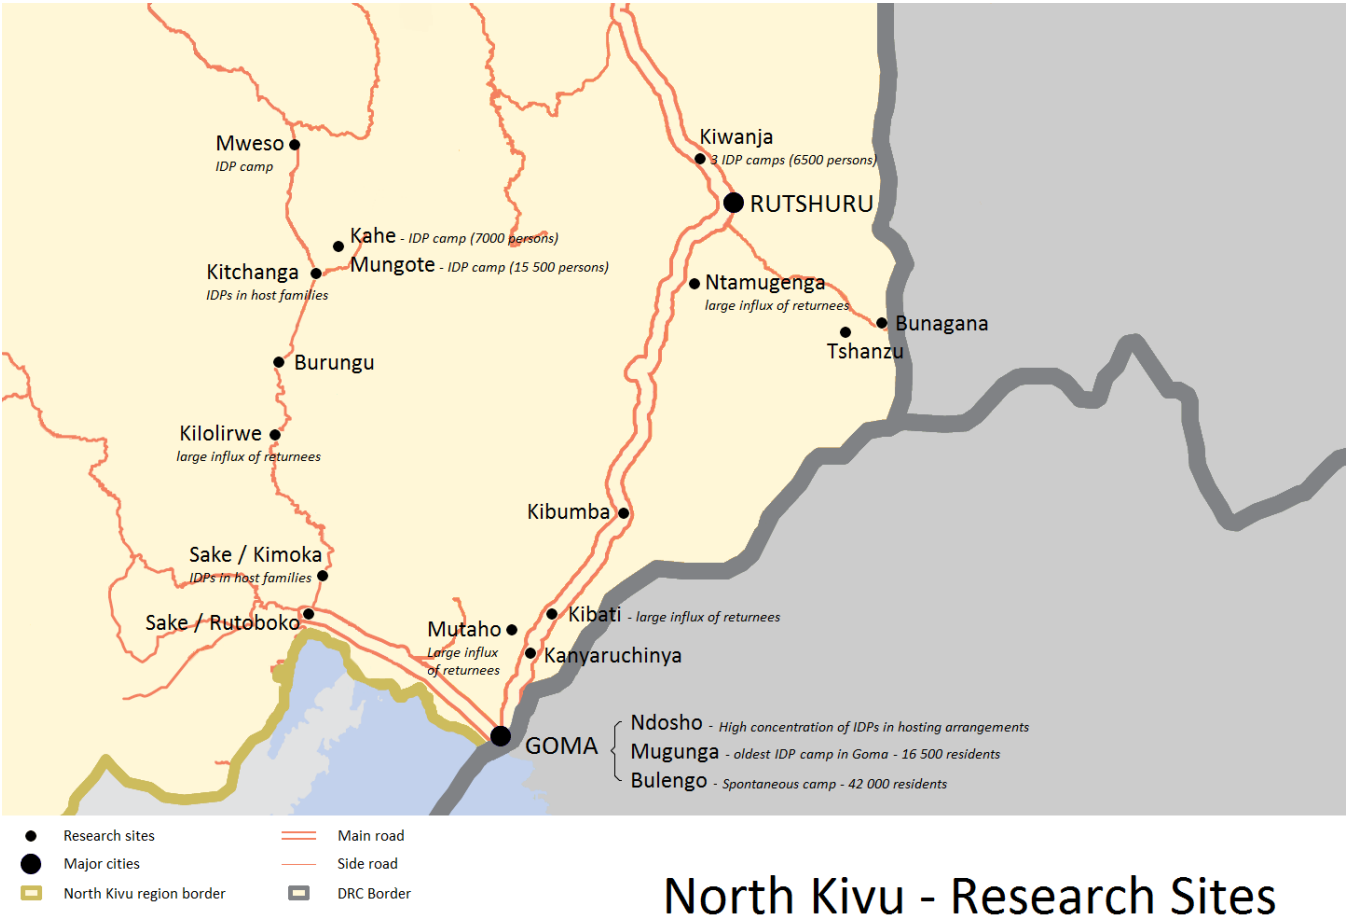 Mweso
IDP camp
Kiwanja
3 IDP camps (6500 persons)
RUTSHURU
Kahe - IDP camp (7000 persons)
Mungote - IDP camp (15 500 persons)
Kitchanga
IDPs in host families
Ntamugenga
large influx of returnees
Bunagana
Tshanzu
Burungu
Kilolirwe
large influx of returnees
Kibumba
Sake / Kimoka
IDPs in host families
Sake / Rutoboko
Kibati - large influx of returnees
Mutaho
Large influx
of returnees
Kanyaruchinya
GOMA
Ndosho - High concentration of IDPs in hosting arrangements
Mugunga - oldest IDP camp in Goma - 16 500 residents
Bulengo - Spontaneous camp - 42 000 residents
Research sites
Main road
Major cities
Side road
North Kivu region border
DRC Border
North Kivu - Research Sites